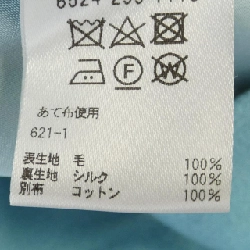 あて布使用
621-1
表生地 毛 100%
裏生地 シルク 100%
別布 コットン 100%